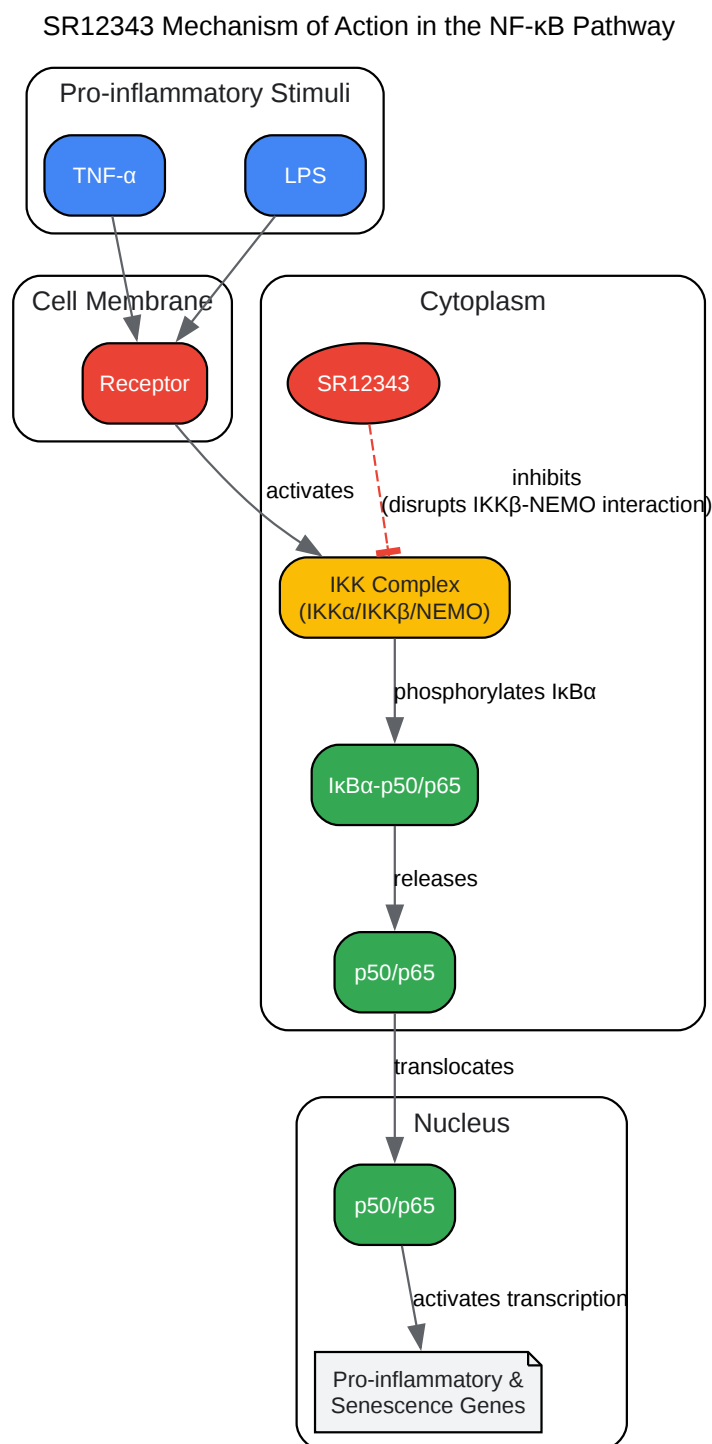 SR12343 Mechanism of Action in the NF-κB Pathway
Pro-inflammatory Stimuli
TNF-α
LPS
Cell Membrane
Receptor
Cytoplasm
SR12343
activates
inhibits
(disrupts IKKβ-NEMO interaction)
IKK Complex
(IKKα/IKKβ/NEMO)
phosphorylates IκBα
IκBα-p50/p65
releases
p50/p65
translocates
Nucleus
p50/p65
activates transcription
Pro-inflammatory &
Senescence Genes